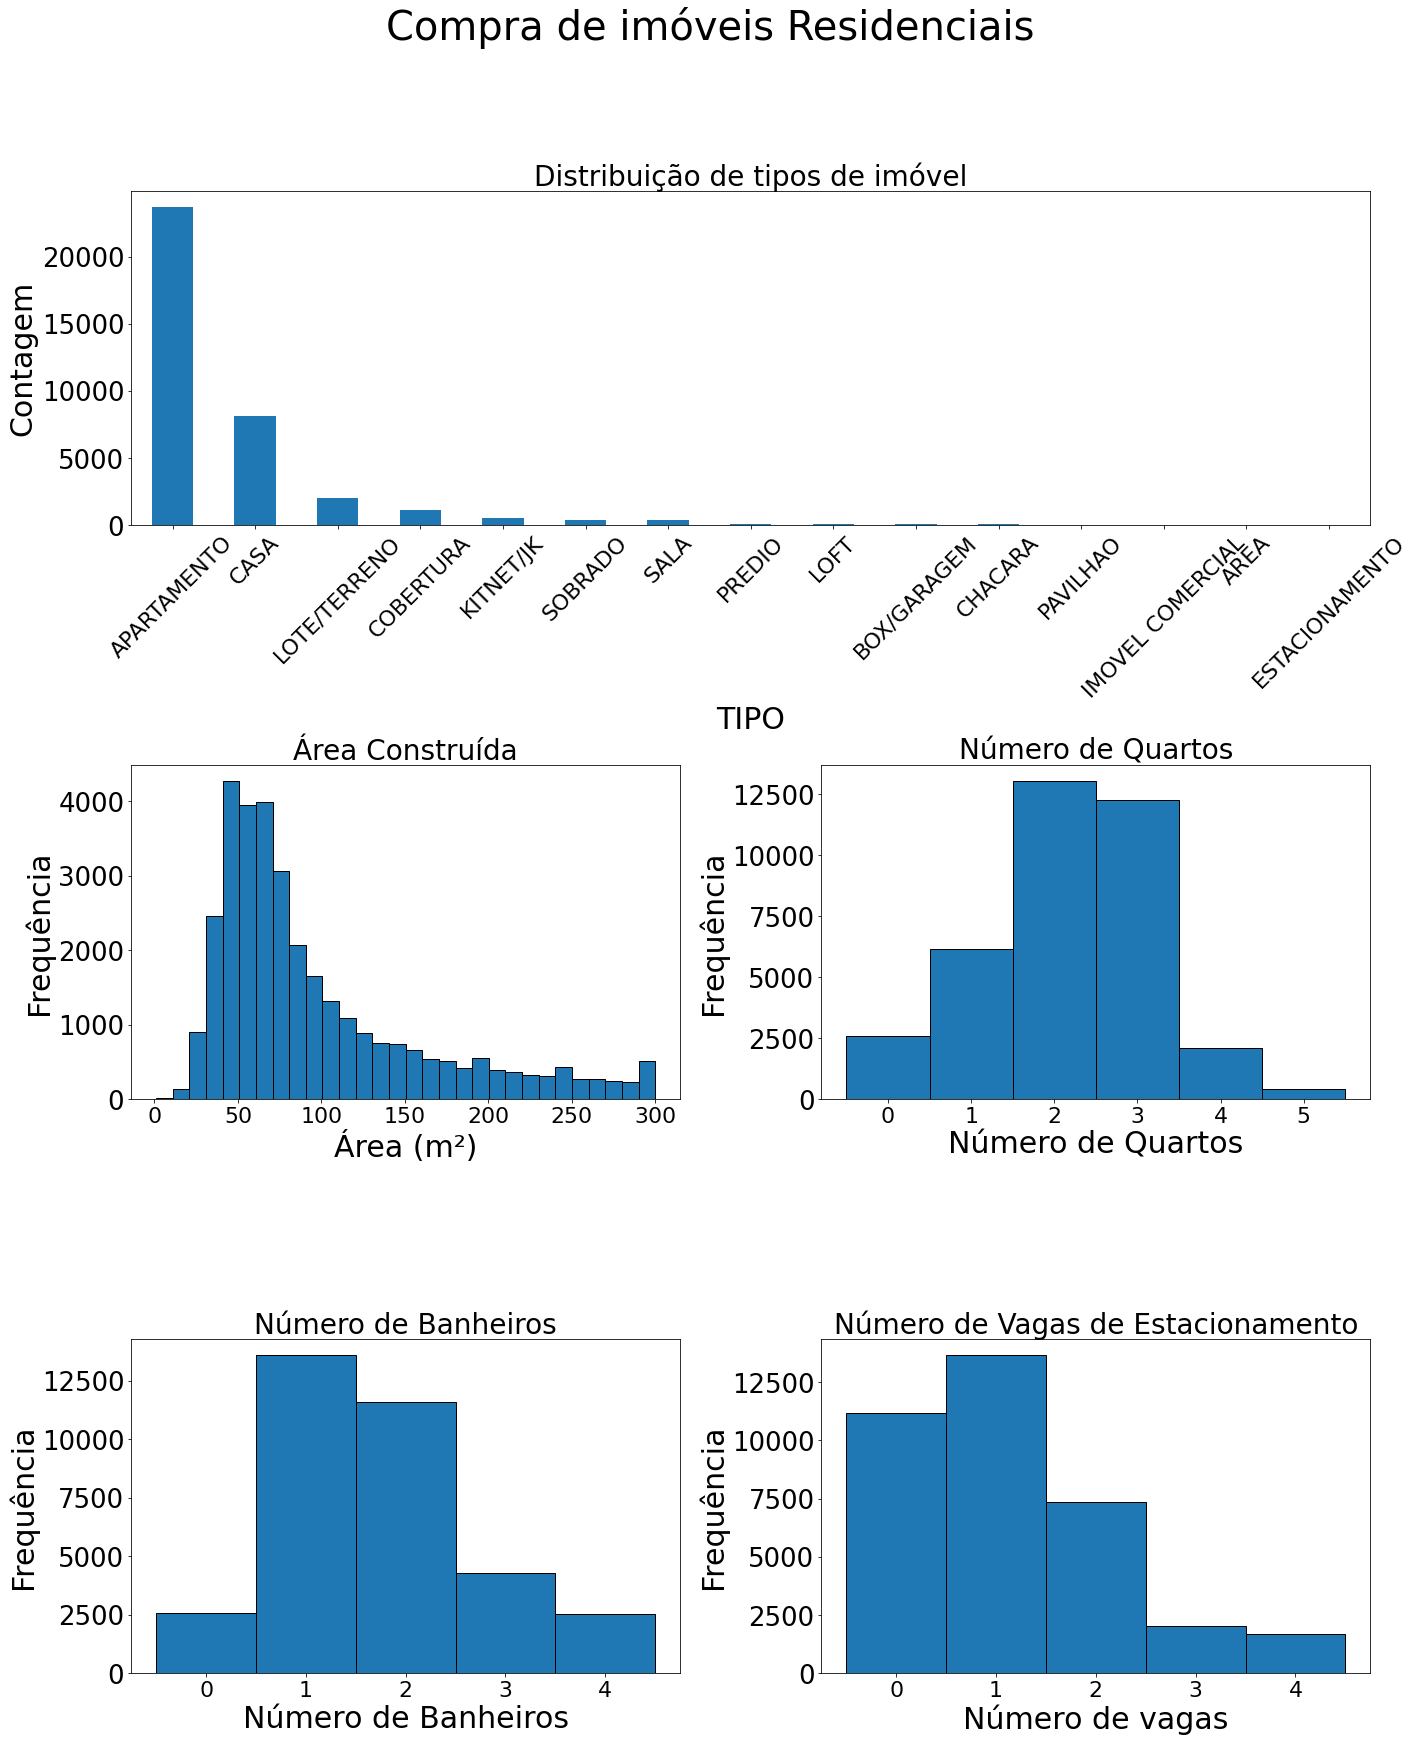 Compra de imóveis Residenciais
Distribuição de tipos de imóvel
Contagem
20000
15000
10000
5000
0
APARTAMENTO
CASA
LOTE/TERRENO
COBERTURA
KITNET/JK
SOBRADO
SALA
PREDIO
LOFT
BOX/GARAGEM
CHACARA
PAVILHAO
IMOVEL COMERCIAL
AREA
ESTACIONAMENTO
TIPO
Área Construída
Frequência
4000
3000
2000
1000
0
0 50 100 150 200 250 300
Área (m²)
Número de Quartos
Frequência
12500
10000
7500
5000
2500
0
0 1 2 3 4 5
Número de Quartos
Número de Banheiros
Frequência
12500
10000
7500
5000
2500
0
0 1 2 3 4
Número de Banheiros
Número de Vagas de Estacionamento
Frequência
12500
10000
7500
5000
2500
0
0 1 2 3 4
Número de vagas